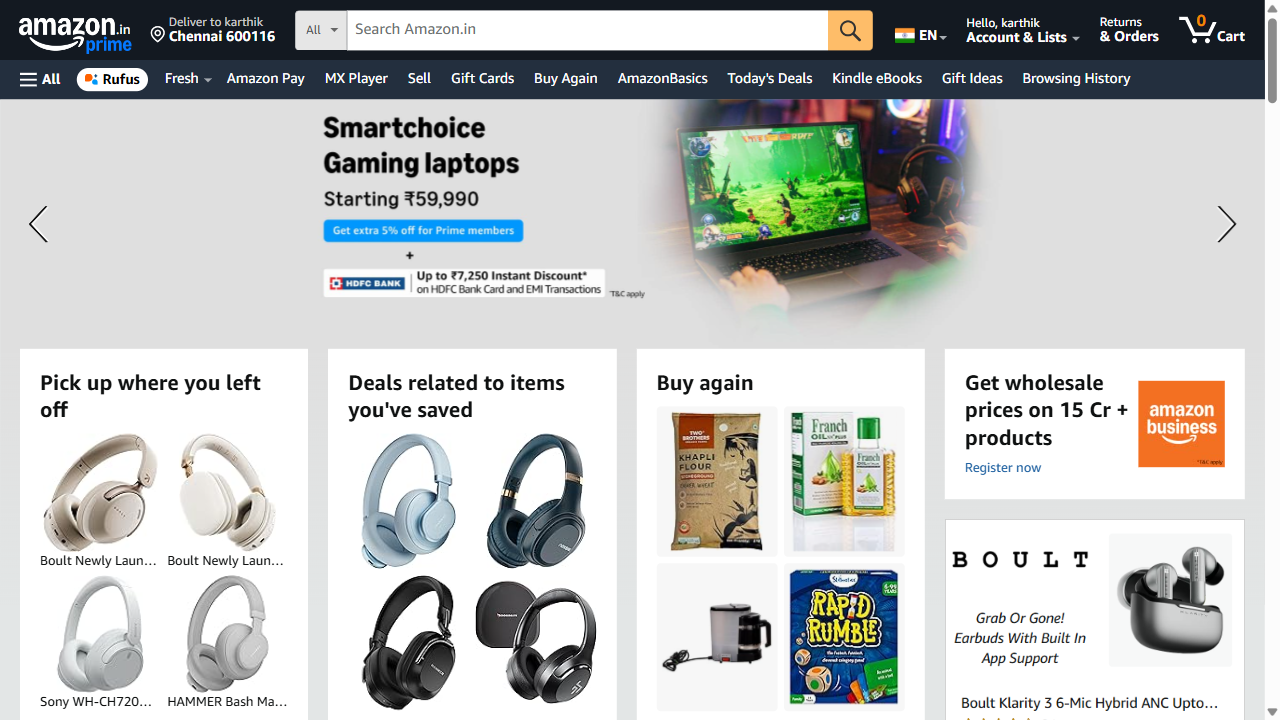 amazon.in
prime
Deliver to karthik
Chennai 600116
All
Search Amazon.in
EN
Hello, karthik
Account & Lists
Returns
& Orders
0
Cart
All
Rufus
Fresh
Amazon Pay
MX Player
Sell
Gift Cards
Buy Again
AmazonBasics
Today's Deals
Kindle eBooks
Gift Ideas
Browsing History
Smartchoice
Gaming laptops
Starting ₹59,990
Get extra 5% off for Prime members
+
HDFC BANK
Up to ₹7,250 Instant Discount*
on HDFC Bank Card and EMI Transactions
*T&C apply
Pick up where you left
off
Boult Newly Laun...
Boult Newly Laun...
Sony WH-CH720...
HAMMER Bash Ma...
Deals related to items
you've saved
Buy again
TWO
BROTHERS
KHAPLI
FLOUR
Franch
OIL
Franch
Skillmatics
6-99
YEARS
RAPID
RUMBLE
Get wholesale
prices on 15 Cr +
products
Register now
amazon
business
*T&C apply
BOULT
Grab Or Gone!
Earbuds With Built In
App Support
Boult Klarity 3 6-Mic Hybrid ANC Upto...